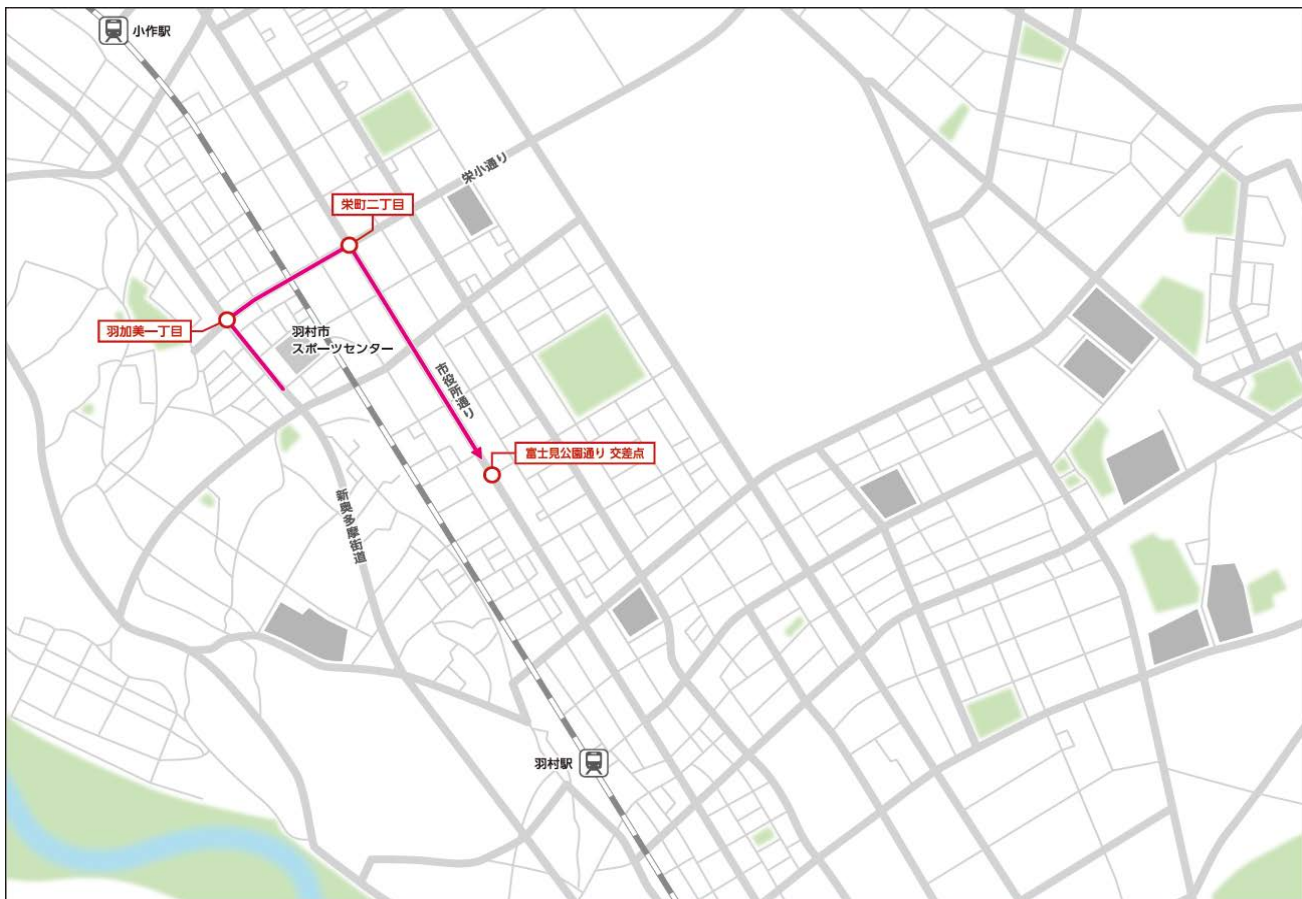 小作駅
栄小通り
栄町二丁目
羽加美一丁目
羽村市
スポーツセンター
市役所通り
富士見公園通り 交差点
新奥多摩街道
羽村駅